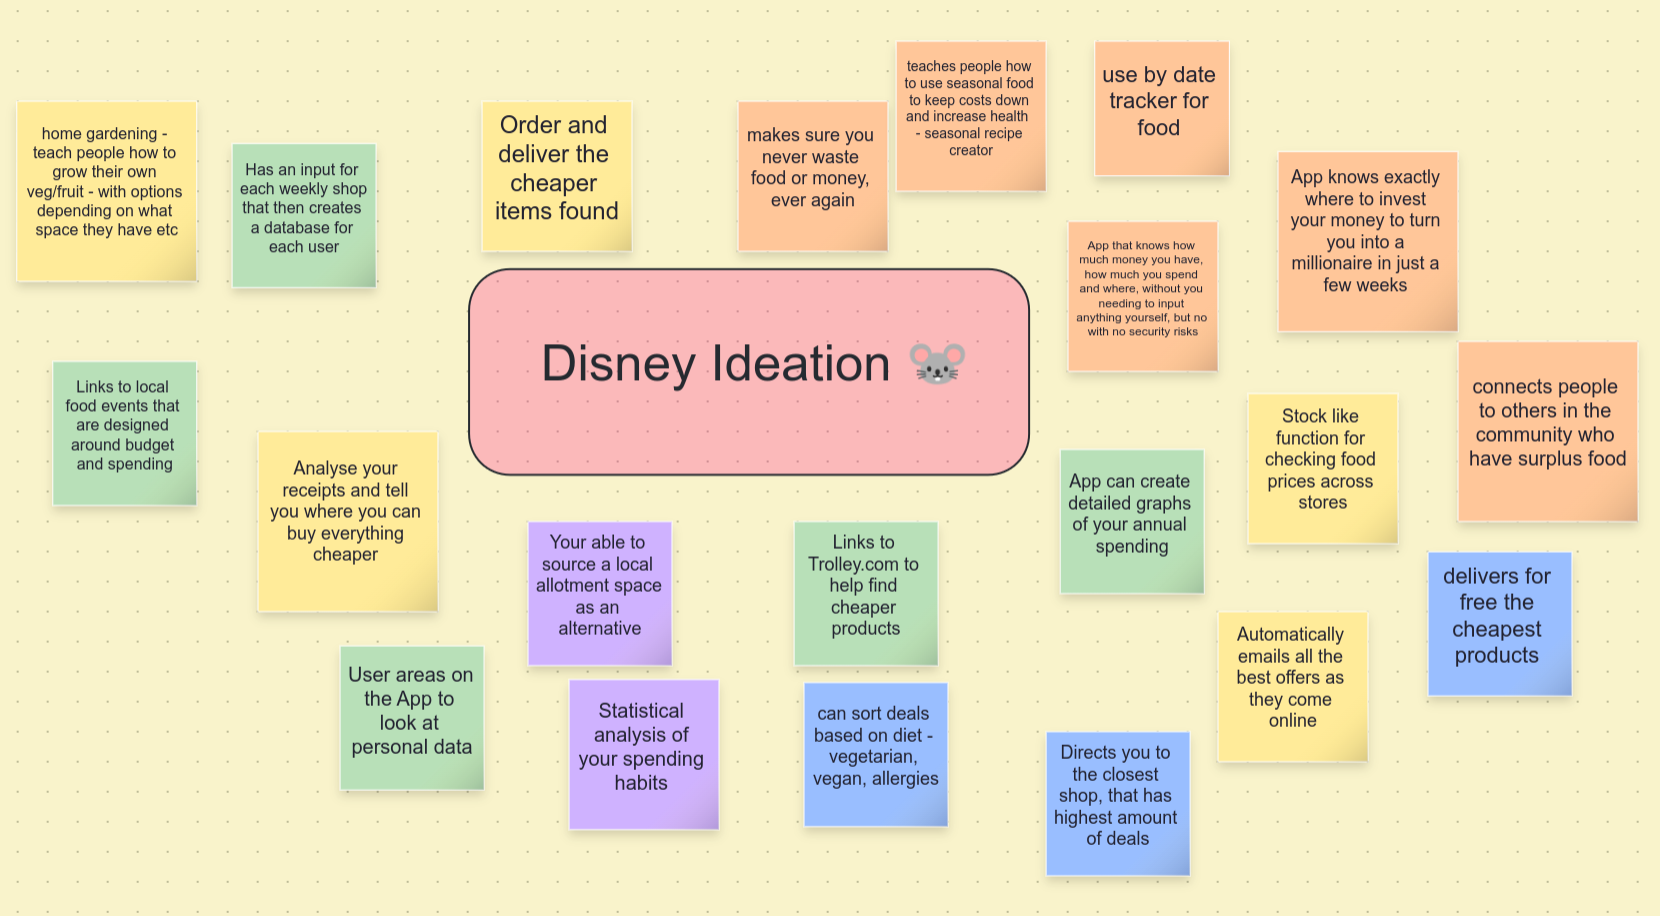 teaches people how
to use seasonal food
to keep costs down
and increase health
- seasonal recipe
creator
use by date
tracker for
food
home gardening -
teach people how to
grow their own
veg/fruit - with options
depending on what
space they have etc
Has an input for
each weekly shop
that then creates
a database for
each user
Order and
deliver the
cheaper
items found
makes sure you
never waste
food or money,
ever again
App knows exactly
where to invest
your money to turn
you into a
millionaire in just a
few weeks
App that knows how
much money you have,
how much you spend
and where, without you
needing to input
anything yourself, but no
with no security risks
Disney Ideation 🐭
Links to local
food events that
are designed
around budget
and spending
connects people
to others in the
community who
have surplus food
Stock like
function for
checking food
prices across
stores
Analyse your
receipts and tell
you where you can
buy everything
cheaper
App can create
detailed graphs
of your annual
spending
Your able to
source a local
allotment space
as an
alternative
Links to
Trolley.com to
help find
cheaper
products
delivers for
free the
cheapest
products
Automatically
emails all the
best offers as
they come
online
User areas on
the App to
look at
personal data
Statistical
analysis of
your spending
habits
can sort deals
based on diet -
vegetarian,
vegan, allergies
Directs you to
the closest
shop, that has
highest amount
of deals